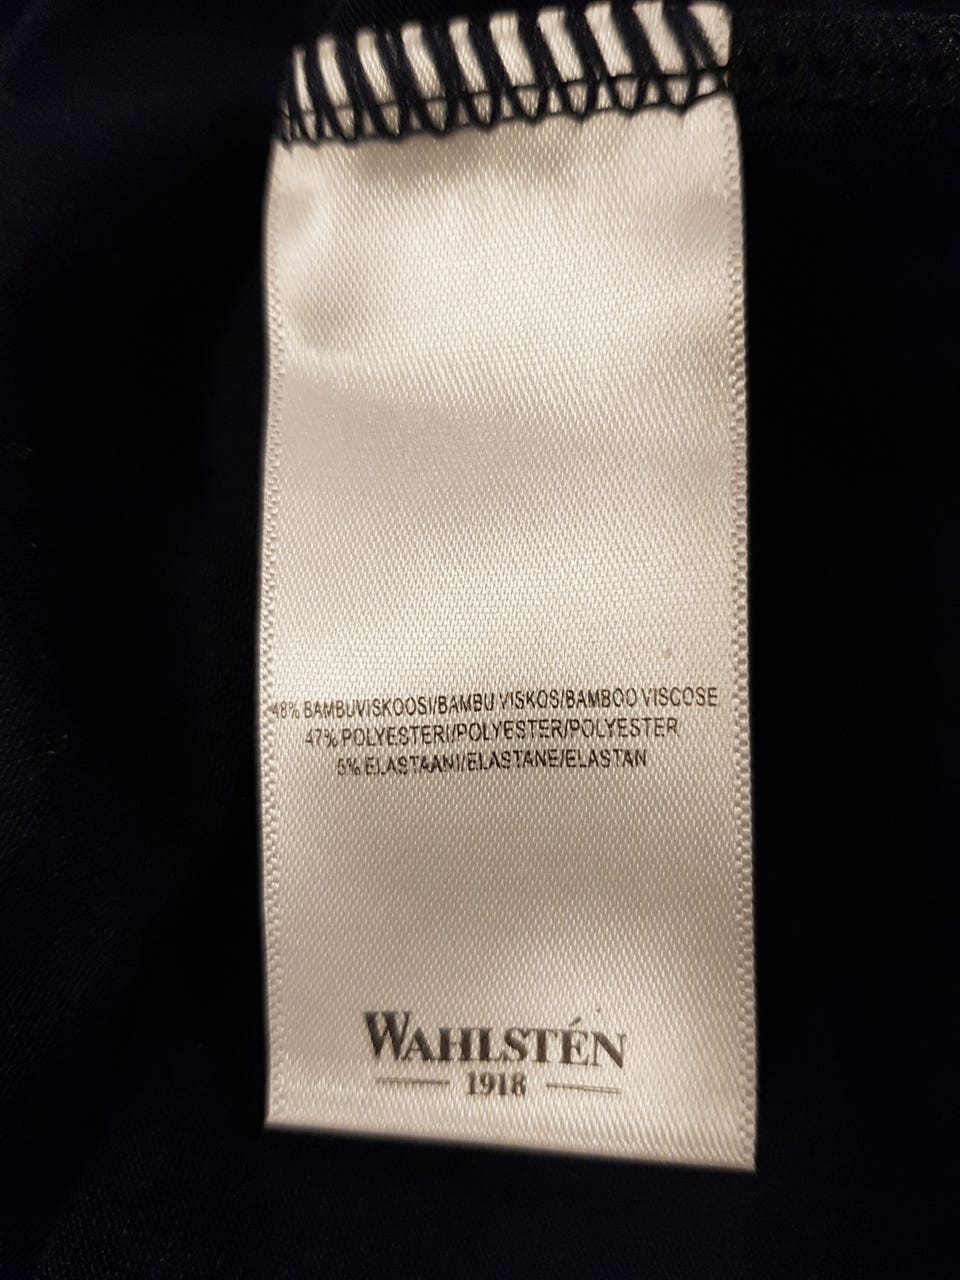 48% BAMBUVISKOOSI/BAMBU VISKOS/BAMBOO VISCOSE
47% POLYESTERI/POLYESTER/POLYESTER
5% ELASTAANI/ELASTANE/ELASTAN
WAHLSTÉN
1918